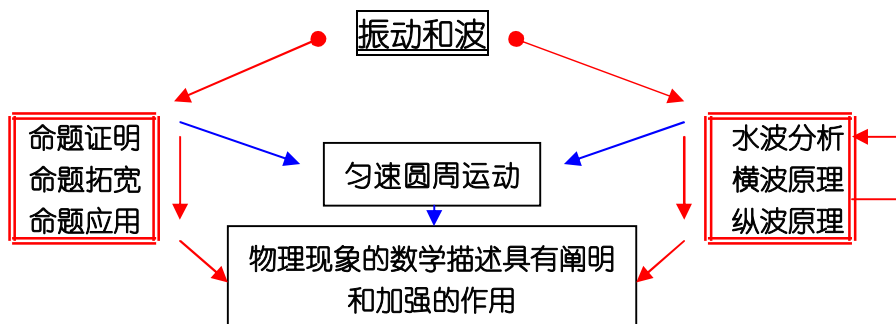 振动和波
命题证明
命题拓宽
命题应用
匀速圆周运动
水波分析
横波原理
纵波原理
物理现象的数学描述具有阐明
和加强的作用